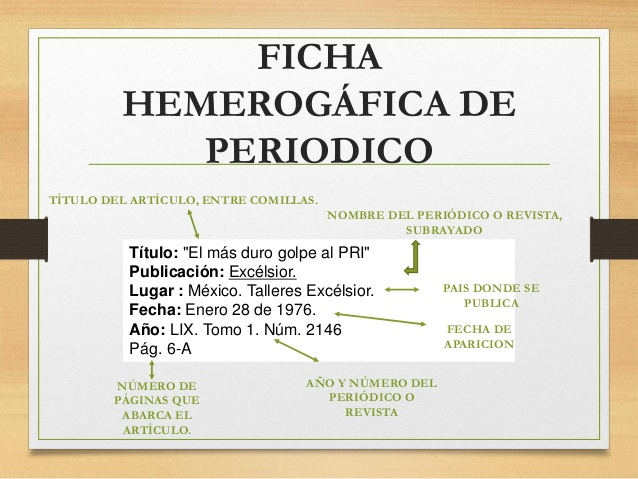 FICHA
HEMEROGÁFICA DE
PERIODICO
TÍTULO DEL ARTÍCULO, ENTRE COMILLAS.
NOMBRE DEL PERIÓDICO O REVISTA,
SUBRAYADO
Título: "El más duro golpe al PRI"
Publicación: Excélsior.
Lugar : México. Talleres Excélsior.
Fecha: Enero 28 de 1976.
Año: LIX. Tomo 1. Núm. 2146
Pág. 6-A
PAIS DONDE SE
PUBLICA
FECHA DE
APARICION
NÚMERO DE
PÁGINAS QUE
ABARCA EL
ARTÍCULO.
AÑO Y NÚMERO DEL
PERIÓDICO O
REVISTA